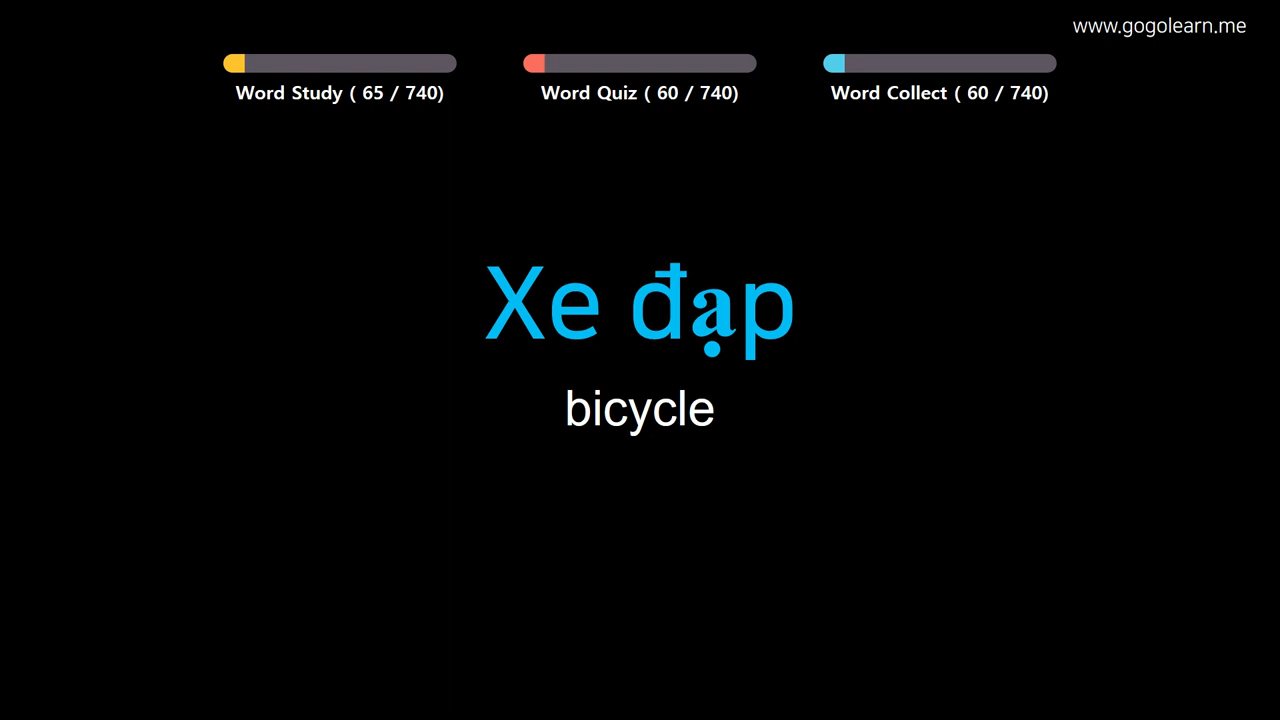 www.gogolearn.me
Word Study ( 65 / 740)
Word Quiz ( 60 / 740)
Word Collect ( 60 / 740)
Xe đạp
bicycle